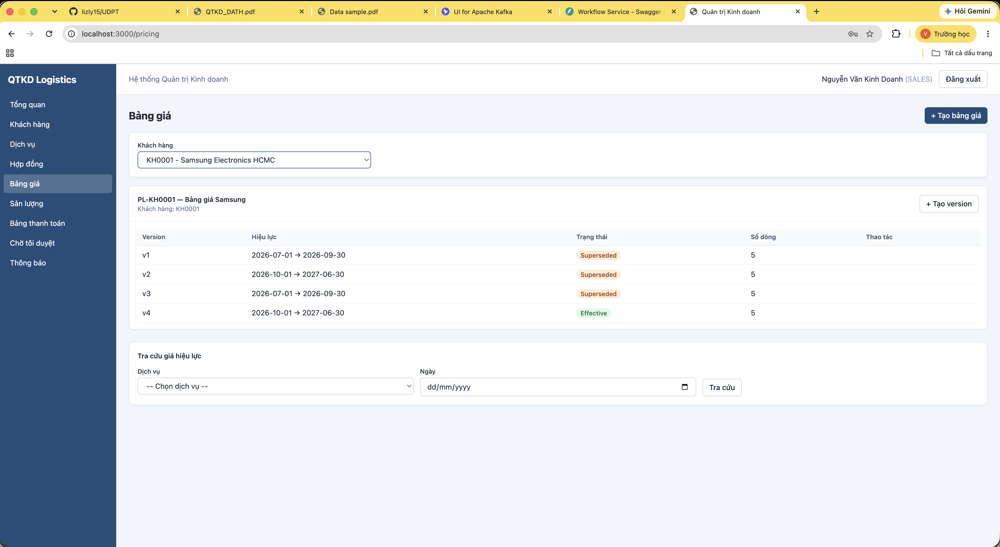 lizly15/UDPT
QTKD_DATH.pdf
Data sample.pdf
UI for Apache Kafka
Workflow Service - Swagger
Quản trị Kinh doanh
Hỏi Gemini
localhost:3000/pricing
V Trường học
Tất cả dấu trang
QTKD Logistics
Tổng quan
Khách hàng
Dịch vụ
Hợp đồng
Bảng giá
Sản lượng
Bảng thanh toán
Chờ tôi duyệt
Thông báo
Hệ thống Quản trị Kinh doanh
Nguyễn Văn Kinh Doanh (SALES)
Đăng xuất
Bảng giá
+ Tạo bảng giá
Khách hàng
KH0001 - Samsung Electronics HCMC
PL-KH0001 — Bảng giá Samsung
Khách hàng: KH0001
+ Tạo version
Version Hiệu lực Trạng thái Số dòng Thao tác
v1 2026-07-01 → 2026-09-30 Superseded 5
v2 2026-10-01 → 2027-06-30 Superseded 5
v3 2026-07-01 → 2026-09-30 Superseded 5
v4 2026-10-01 → 2027-06-30 Effective 5
Tra cứu giá hiệu lực
Dịch vụ
-- Chọn dịch vụ --
Ngày
dd/mm/yyyy
Tra cứu